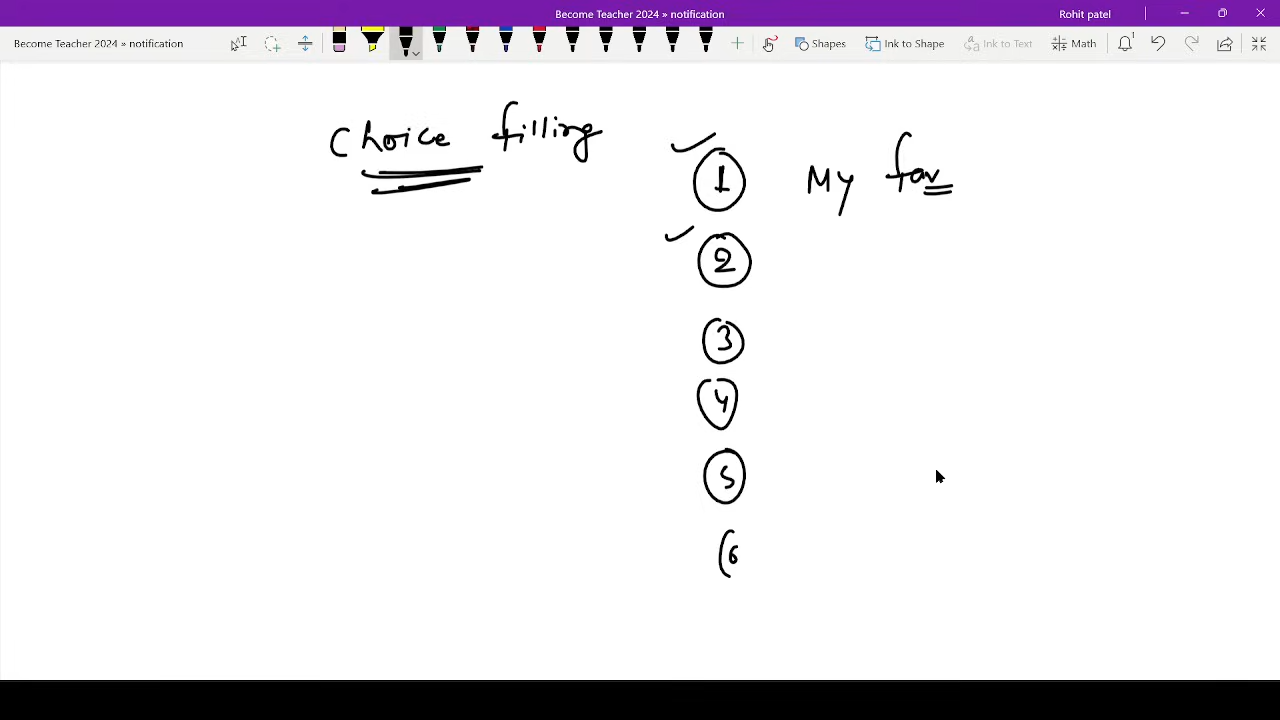 Become Teacher 2024 » notification
Rohit patel
Become Teacher 2024 » notification
Shapes
Ink to Shape
Ink to Text
Math
Choice filling
1 My fav
2
3
4
5
(6